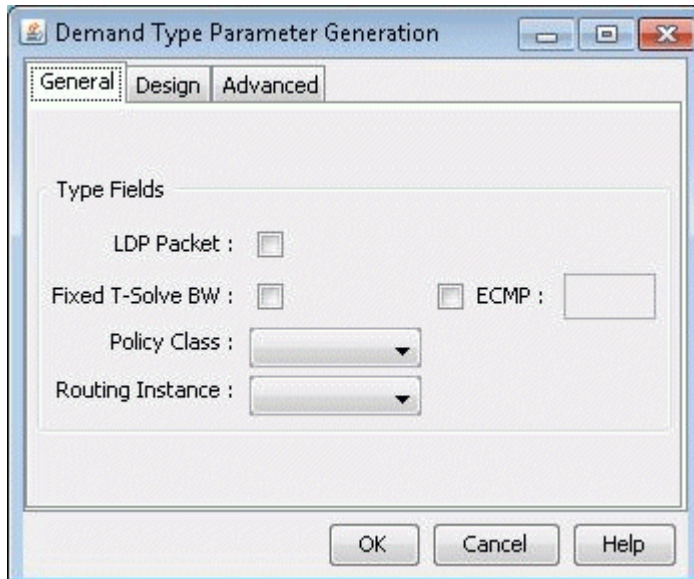 Demand Type Parameter Generation
General Design Advanced
Type Fields
LDP Packet :
Fixed T-Solve BW : ECMP :
Policy Class :
Routing Instance :
OK Cancel Help